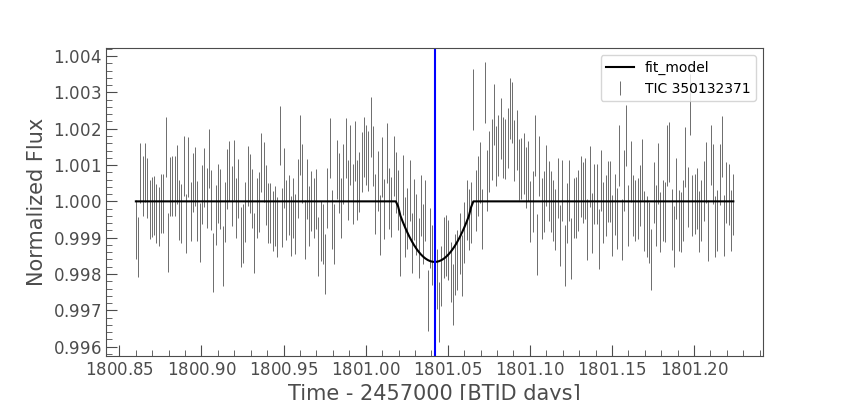 1.004
1.003
1.002
1.001
1.000
0.999
0.998
0.997
0.996
Normalized Flux
fit_model
TIC 350132371
1800.85 1800.90 1800.95 1801.00 1801.05 1801.10 1801.15 1801.20
Time - 2457000 [BTJD days]